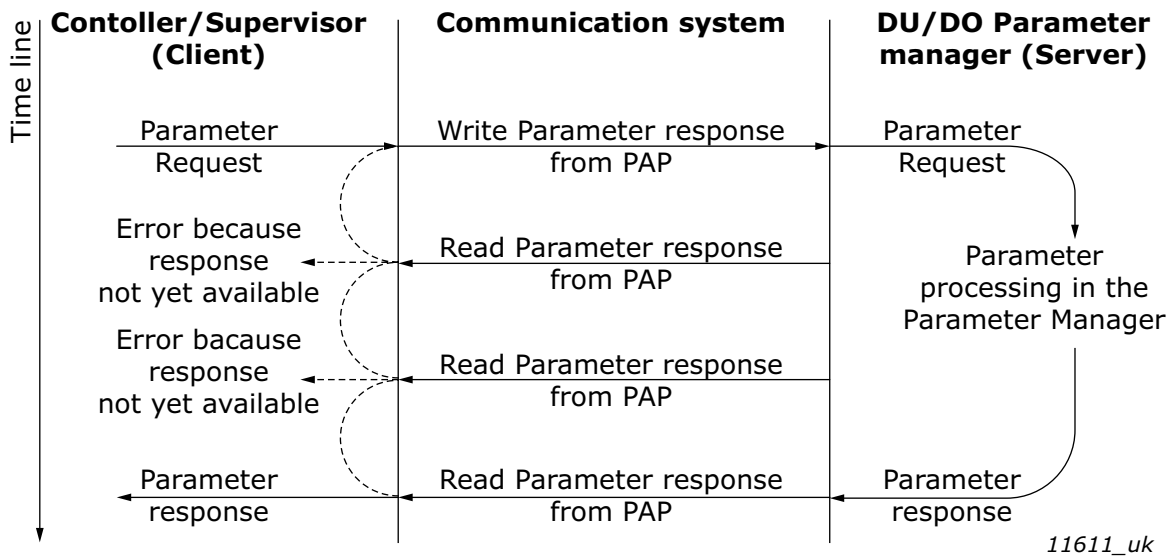 Contoller/Supervisor
(Client)
Communication system
DU/DO Parameter
manager (Server)
Time line
Parameter
Request
Write Parameter response
from PAP
Parameter
Request
Error because
response
not yet available
Read Parameter response
from PAP
Parameter
processing in the
Parameter Manager
Error bacause
response
not yet available
Read Parameter response
from PAP
Parameter
response
Read Parameter response
from PAP
Parameter
response
11611_uk